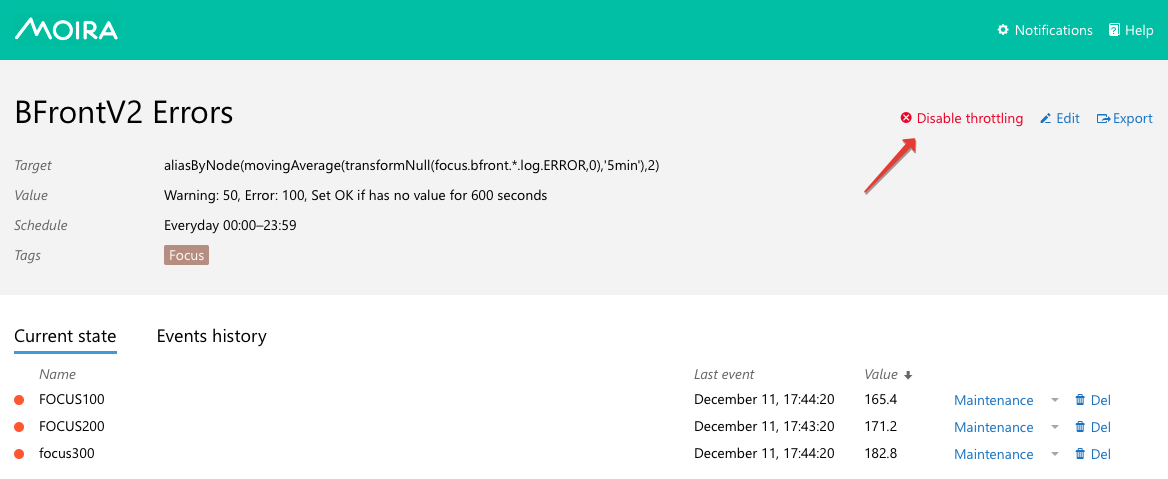 MOIRA
Notifications Help
BFrontV2 Errors
Disable throttling Edit Export
Target aliasByNode(movingAverage(transformNull(focus.bfront.*.log.ERROR,0),'5min'),2)
Value Warning: 50, Error: 100, Set OK if has no value for 600 seconds
Schedule Everyday 00:00–23:59
Tags Focus
Current state Events history
Name Last event Value
FOCUS100 December 11, 17:44:20 165.4 Maintenance Del
FOCUS200 December 11, 17:43:20 171.2 Maintenance Del
focus300 December 11, 17:44:20 182.8 Maintenance Del